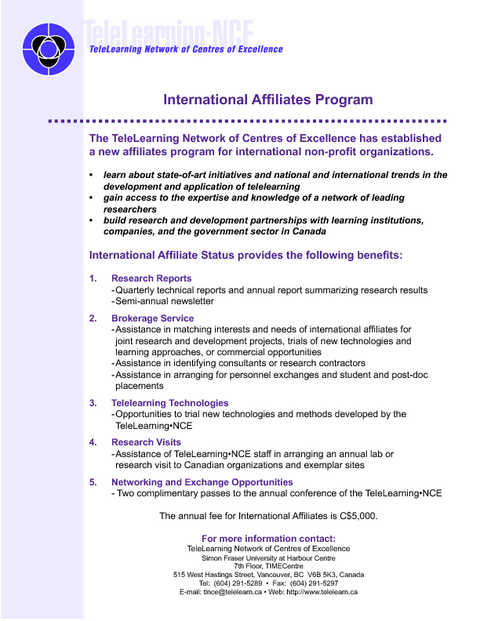 TeleLearning•NCE
TeleLearning Network of Centres of Excellence
International Affiliates Program
The TeleLearning Network of Centres of Excellence has established
a new affiliates program for international non-profit organizations.
• learn about state-of-art initiatives and national and international trends in the
development and application of telelearning
• gain access to the expertise and knowledge of a network of leading
researchers
• build research and development partnerships with learning institutions,
companies, and the government sector in Canada
International Affiliate Status provides the following benefits:
1. Research Reports
-Quarterly technical reports and annual report summarizing research results
-Semi-annual newsletter
2. Brokerage Service
-Assistance in matching interests and needs of international affiliates for
joint research and development projects, trials of new technologies and
learning approaches, or commercial opportunities
-Assistance in identifying consultants or research contractors
-Assistance in arranging for personnel exchanges and student and post-doc
placements
3. Telelearning Technologies
-Opportunities to trial new technologies and methods developed by the
TeleLearning•NCE
4. Research Visits
-Assistance of TeleLearning•NCE staff in arranging an annual lab or
research visit to Canadian organizations and exemplar sites
5. Networking and Exchange Opportunities
- Two complimentary passes to the annual conference of the TeleLearning•NCE
The annual fee for International Affiliates is C$5,000.
For more information contact:
TeleLearning Network of Centres of Excellence
Simon Fraser University at Harbour Centre
7th Floor, TIMECentre
515 West Hastings Street, Vancouver, BC V6B 5K3, Canada
Tel: (604) 291-5289 • Fax: (604) 291-5297
E-mail: tlnce@telelearn.ca • Web: http://www.telelearn.ca